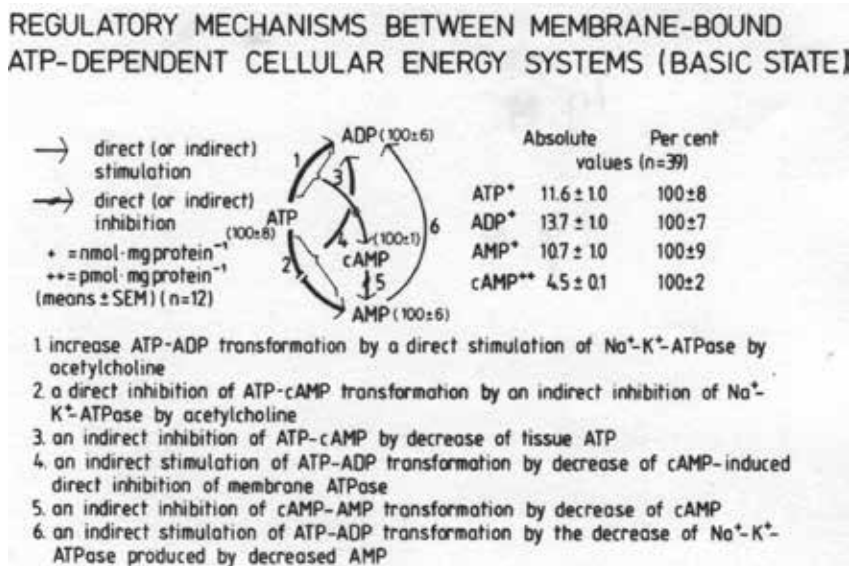 REGULATORY MECHANISMS BETWEEN MEMBRANE-BOUND
ATP-DEPENDENT CELLULAR ENERGY SYSTEMS (BASIC STATE)
direct (or indirect)
stimulation
direct (or indirect)
inhibition
+ = nmol·mg protein⁻¹
++ = pmol·mg protein⁻¹
(means ± SEM) (n=12)
ADP (100±6)
1
3
ATP
(100±8)
4
(100±1)
cAMP
2
5
6
AMP (100±6)
Absolute Per cent
values (n=39)
ATP⁺ 11.6 ± 1.0 100±8
ADP⁺ 13.7 ± 1.0 100±7
AMP⁺ 10.7 ± 1.0 100±9
cAMP⁺⁺ 4.5 ± 0.1 100±2
1 increase ATP-ADP transformation by a direct stimulation of Na⁺-K⁺-ATPase by
acetylcholine
2 a direct inhibition of ATP-cAMP transformation by an indirect inhibition of Na⁺-
K⁺-ATPase by acetylcholine
3. an indirect inhibition of ATP-cAMP by decrease of tissue ATP
4. an indirect stimulation of ATP-ADP transformation by decrease of cAMP-induced
direct inhibition of membrane ATPase
5. an indirect inhibition of cAMP-AMP transformation by decrease of cAMP
6. an indirect stimulation of ATP-ADP transformation by the decrease of Na⁺-K⁺-
ATPase produced by decreased AMP